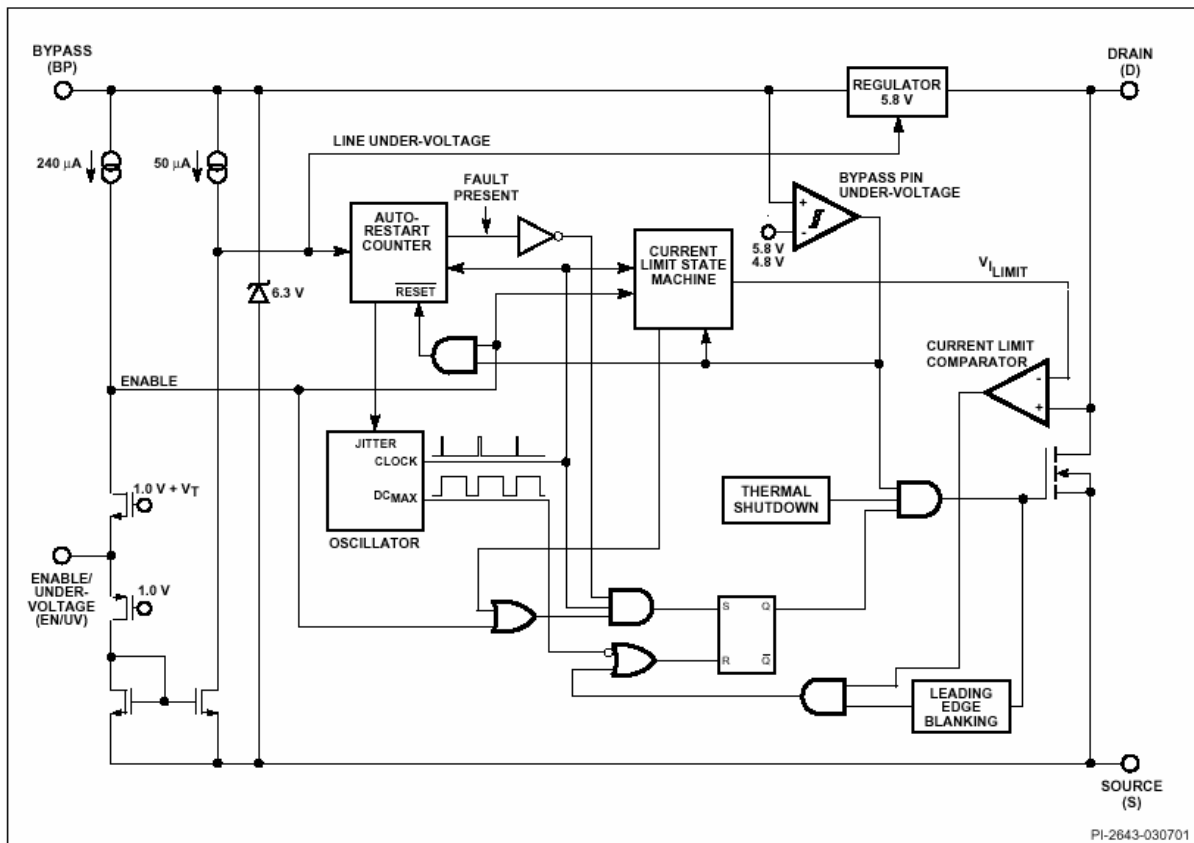 BYPASS
(BP)
DRAIN
(D)
REGULATOR
5.8 V
LINE UNDER-VOLTAGE
240 µA
50 µA
FAULT
PRESENT
BYPASS PIN
UNDER-VOLTAGE
+
-
5.8 V
4.8 V
AUTO-
RESTART
COUNTER
RESET
CURRENT
LIMIT STATE
MACHINE
VILIMIT
6.3 V
CURRENT LIMIT
COMPARATOR
-
+
ENABLE
JITTER
CLOCK
DCMAX
OSCILLATOR
THERMAL
SHUTDOWN
1.0 V + VT
ENABLE/
UNDER-
VOLTAGE
(EN/UV)
1.0 V
S Q
R Q
LEADING
EDGE
BLANKING
SOURCE
(S)
PI-2643-030701